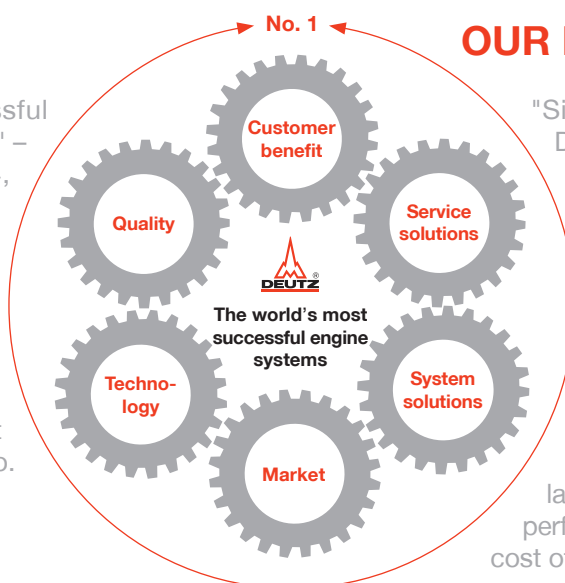 No. 1
OUR
ssful
"Si
Customer
benefit
Quality
Service
solutions
DEUTZ®
The world's most
successful engine
systems
Techno-
logy
System
solutions
Market
la
perf
cost of